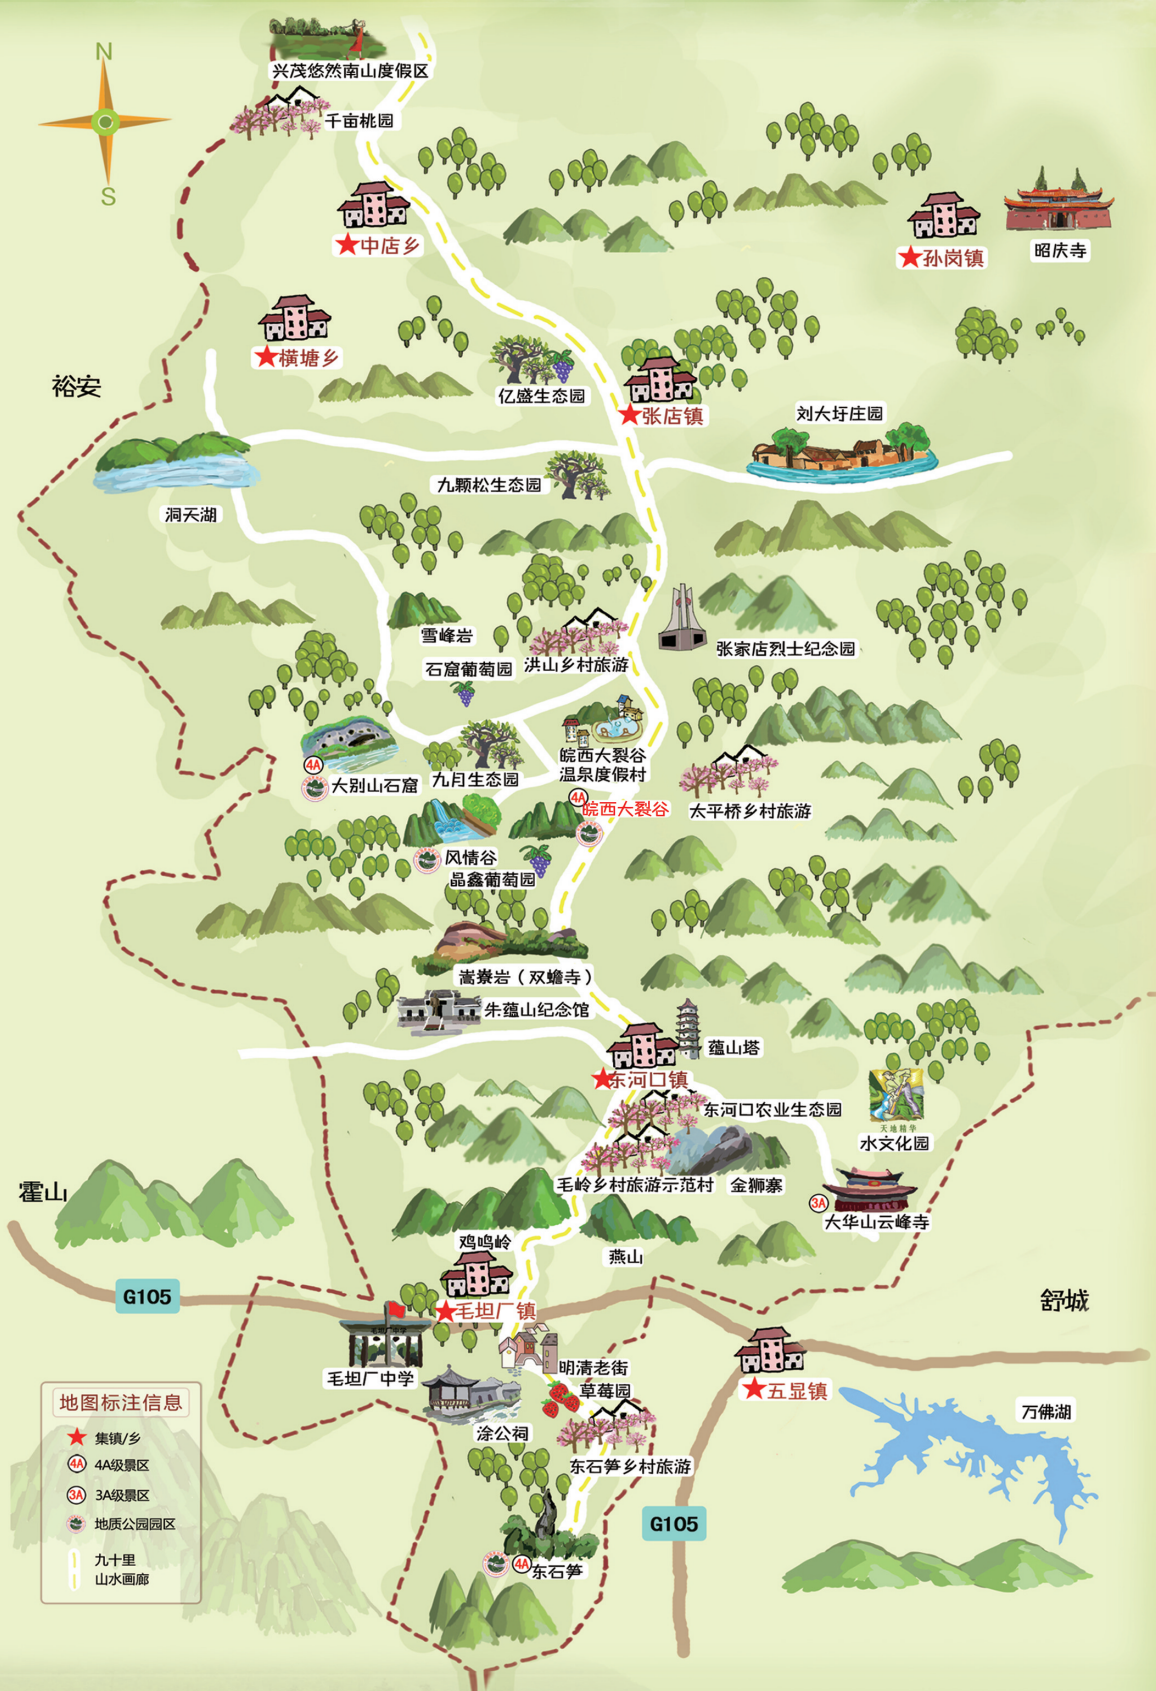 N
S
兴茂悠然南山度假区
千亩桃园
中店乡
孙岗镇
昭庆寺
横塘乡
裕安
亿盛生态园
张店镇
刘大圩庄园
九颗松生态园
洞天湖
雪峰岩
张家店烈士纪念园
石窟葡萄园
洪山乡村旅游
皖西大裂谷
温泉度假村
4A
大别山石窟
九月生态园
4A
皖西大裂谷
太平桥乡村旅游
风情谷
晶鑫葡萄园
嵩寮岩（双蟾寺）
朱蕴山纪念馆
蕴山塔
东河口镇
东河口农业生态园
天地精华
水文化园
毛岭乡村旅游示范村
金狮寨
霍山
3A
大华山云峰寺
鸡鸣岭
燕山
G105
舒城
毛坦厂镇
毛坦厂中学
毛坦厂中学
明清老街
草莓园
五显镇
万佛湖
涂公祠
东石笋乡村旅游
G105
4A
东石笋
地图标注信息
集镇/乡
4A
4A级景区
3A
3A级景区
地质公园园区
九十里
山水画廊